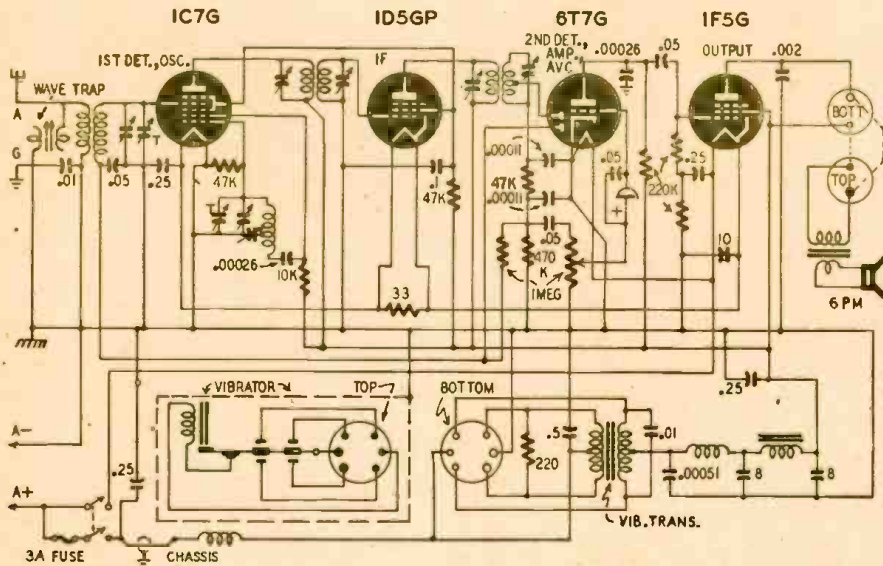 1C7G
1D5GP
6T7G
1F5G
1ST DET., OSC.
IF
2ND DET.,
AMP.
AVC
.00026
.05
OUTPUT
.002
WAVE TRAP
A
G
T
.01
.05
.25
47K
T
.00026
10K
.1
47K
33
.00011
47K
.00011
.05
.05
470
K
1MEG
+
220K
.25
10
BOTT
TOP
6 PM
VIBRATOR
TOP
BOTTOM
.25
A-
A+
.25
3A FUSE
CHASSIS
220
.5
.01
VIB. TRANS.
.00051
8
8